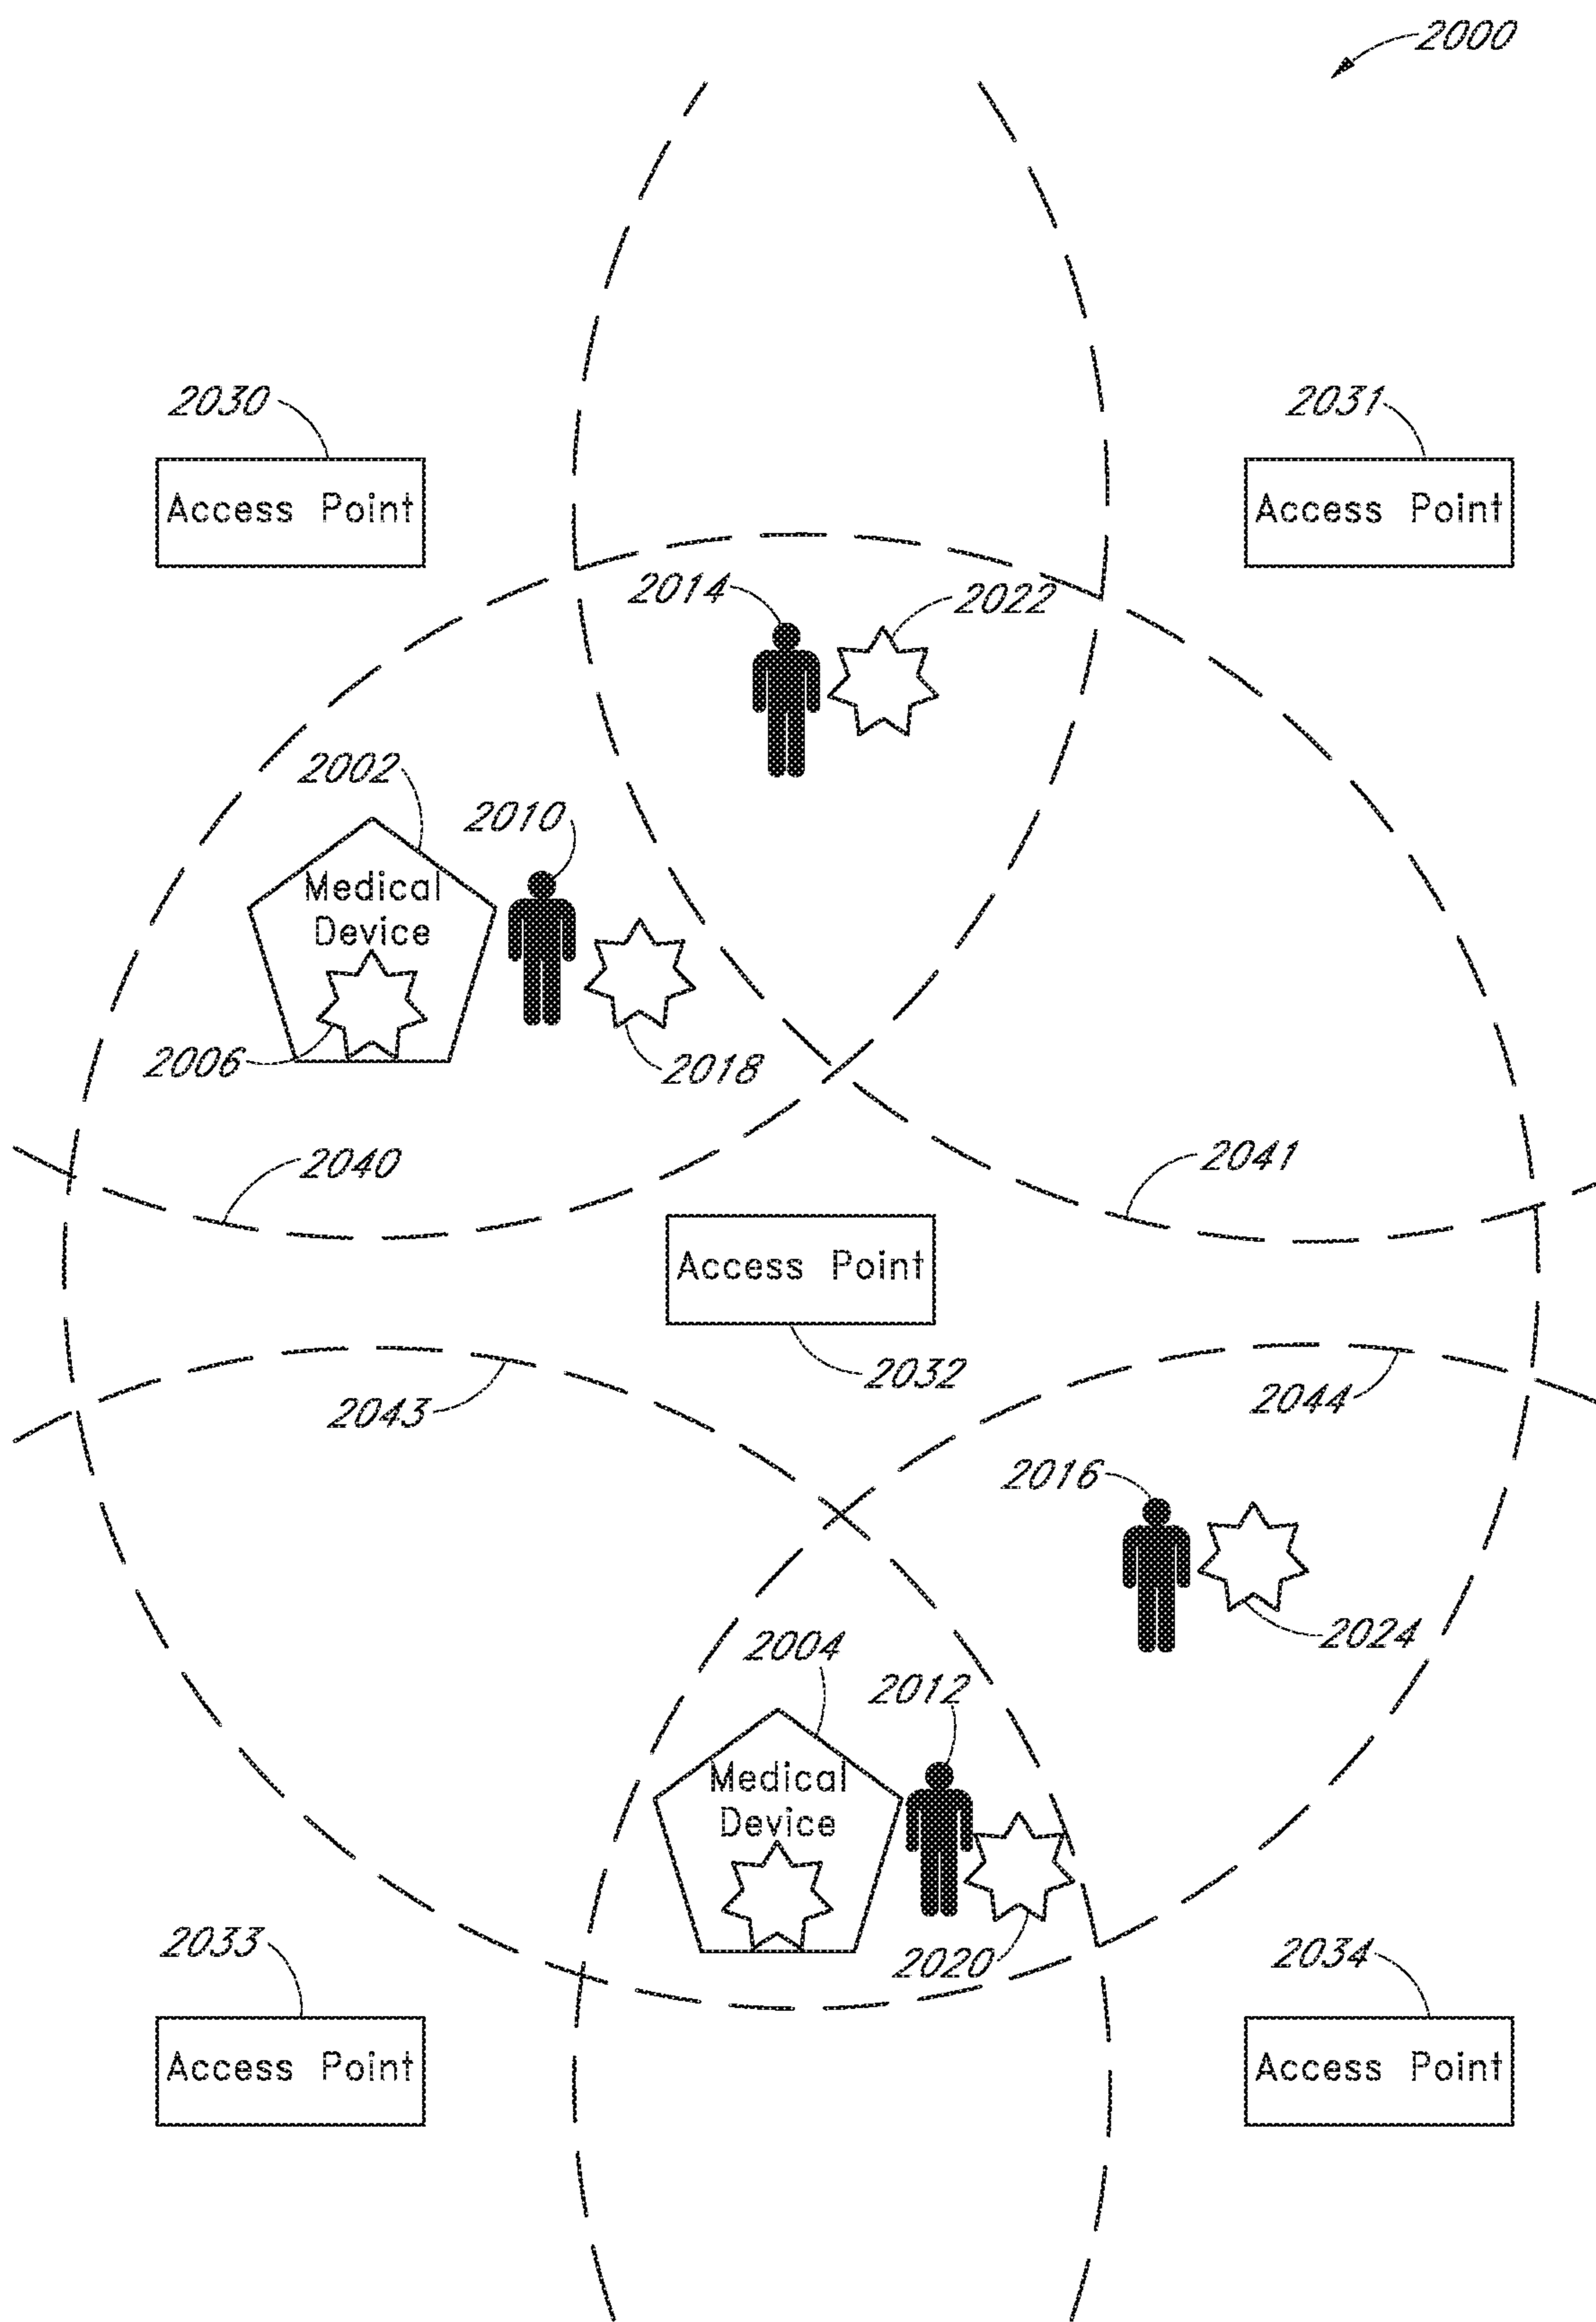 2000
2030
2031
Access Point
Access Point
2014
2022
2002
2010
Medical
Device
2006
2018
2040
2041
Access Point
2032
2043
2044
2016
2024
2004
2012
Medical
Device
2020
2033
2034
Access Point
Access Point